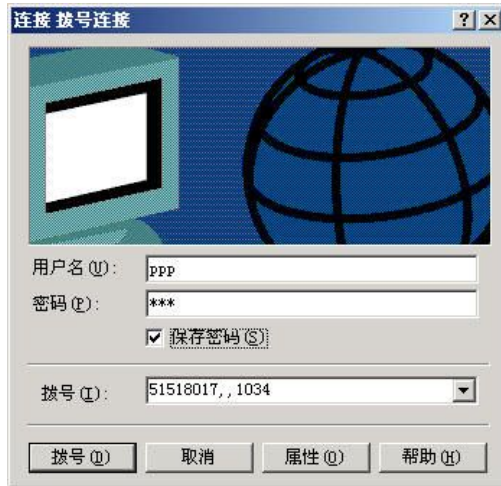 连接 拨号连接
用户名(U): ppp
密码(P): ***
保存密码(S)
拨号(I): 51518017,,1034
拨号(D) 取消 属性(O) 帮助(H)